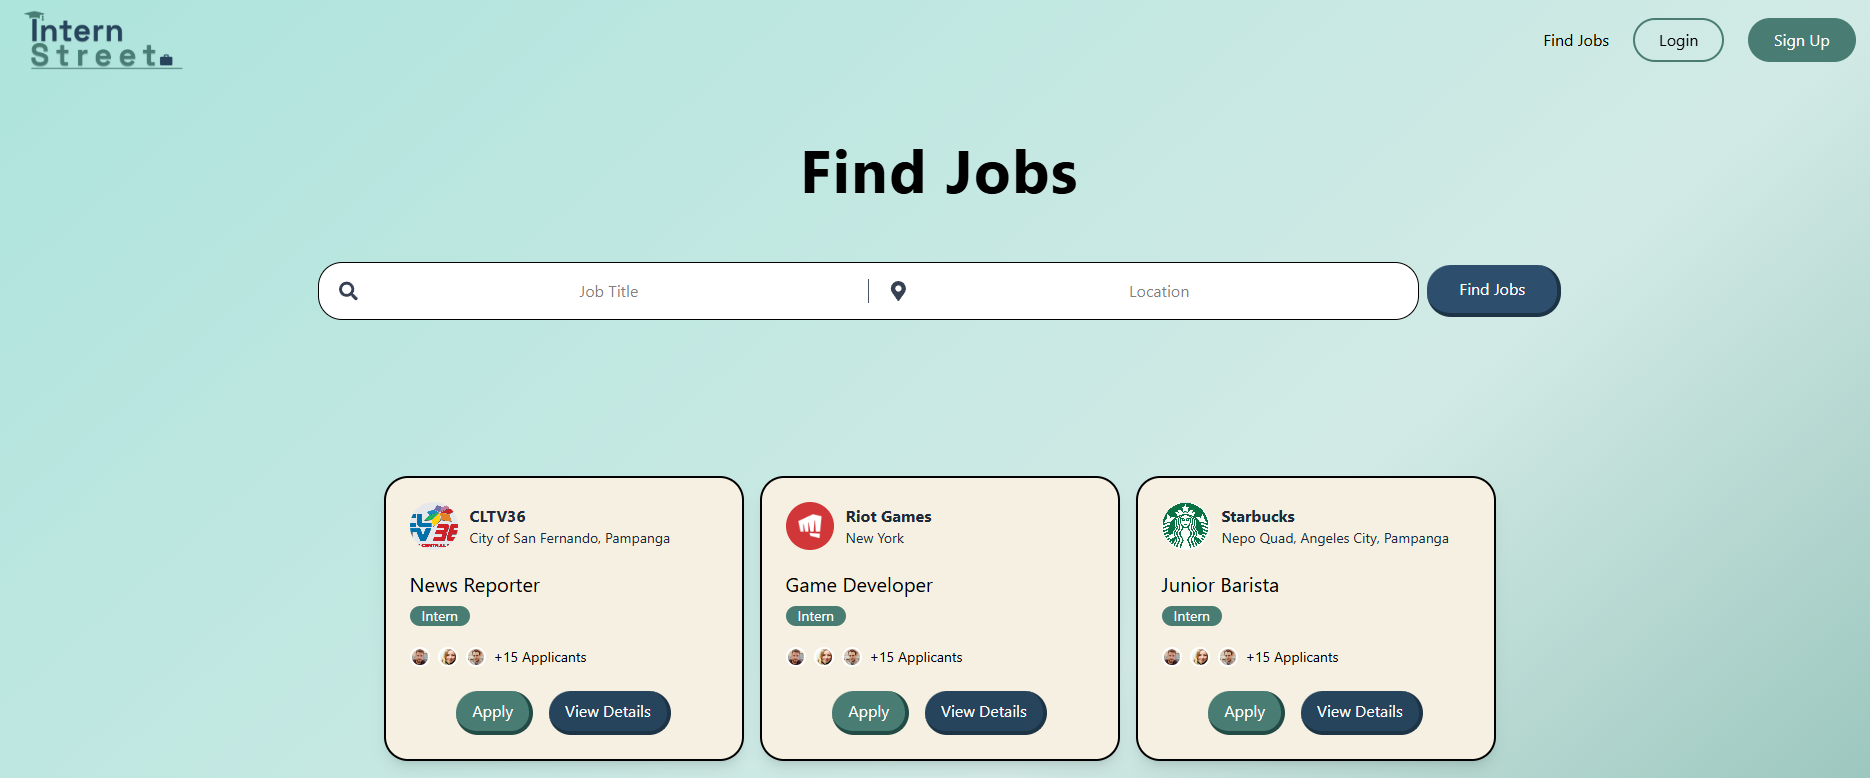 Intern
Street
Find Jobs
Login
Sign Up
Find Jobs
Job Title
Location
Find Jobs
CLTV36
City of San Fernando, Pampanga
News Reporter
Intern
+15 Applicants
Apply
View Details
Riot Games
New York
Game Developer
Intern
+15 Applicants
Apply
View Details
Starbucks
Nepo Quad, Angeles City, Pampanga
Junior Barista
Intern
+15 Applicants
Apply
View Details